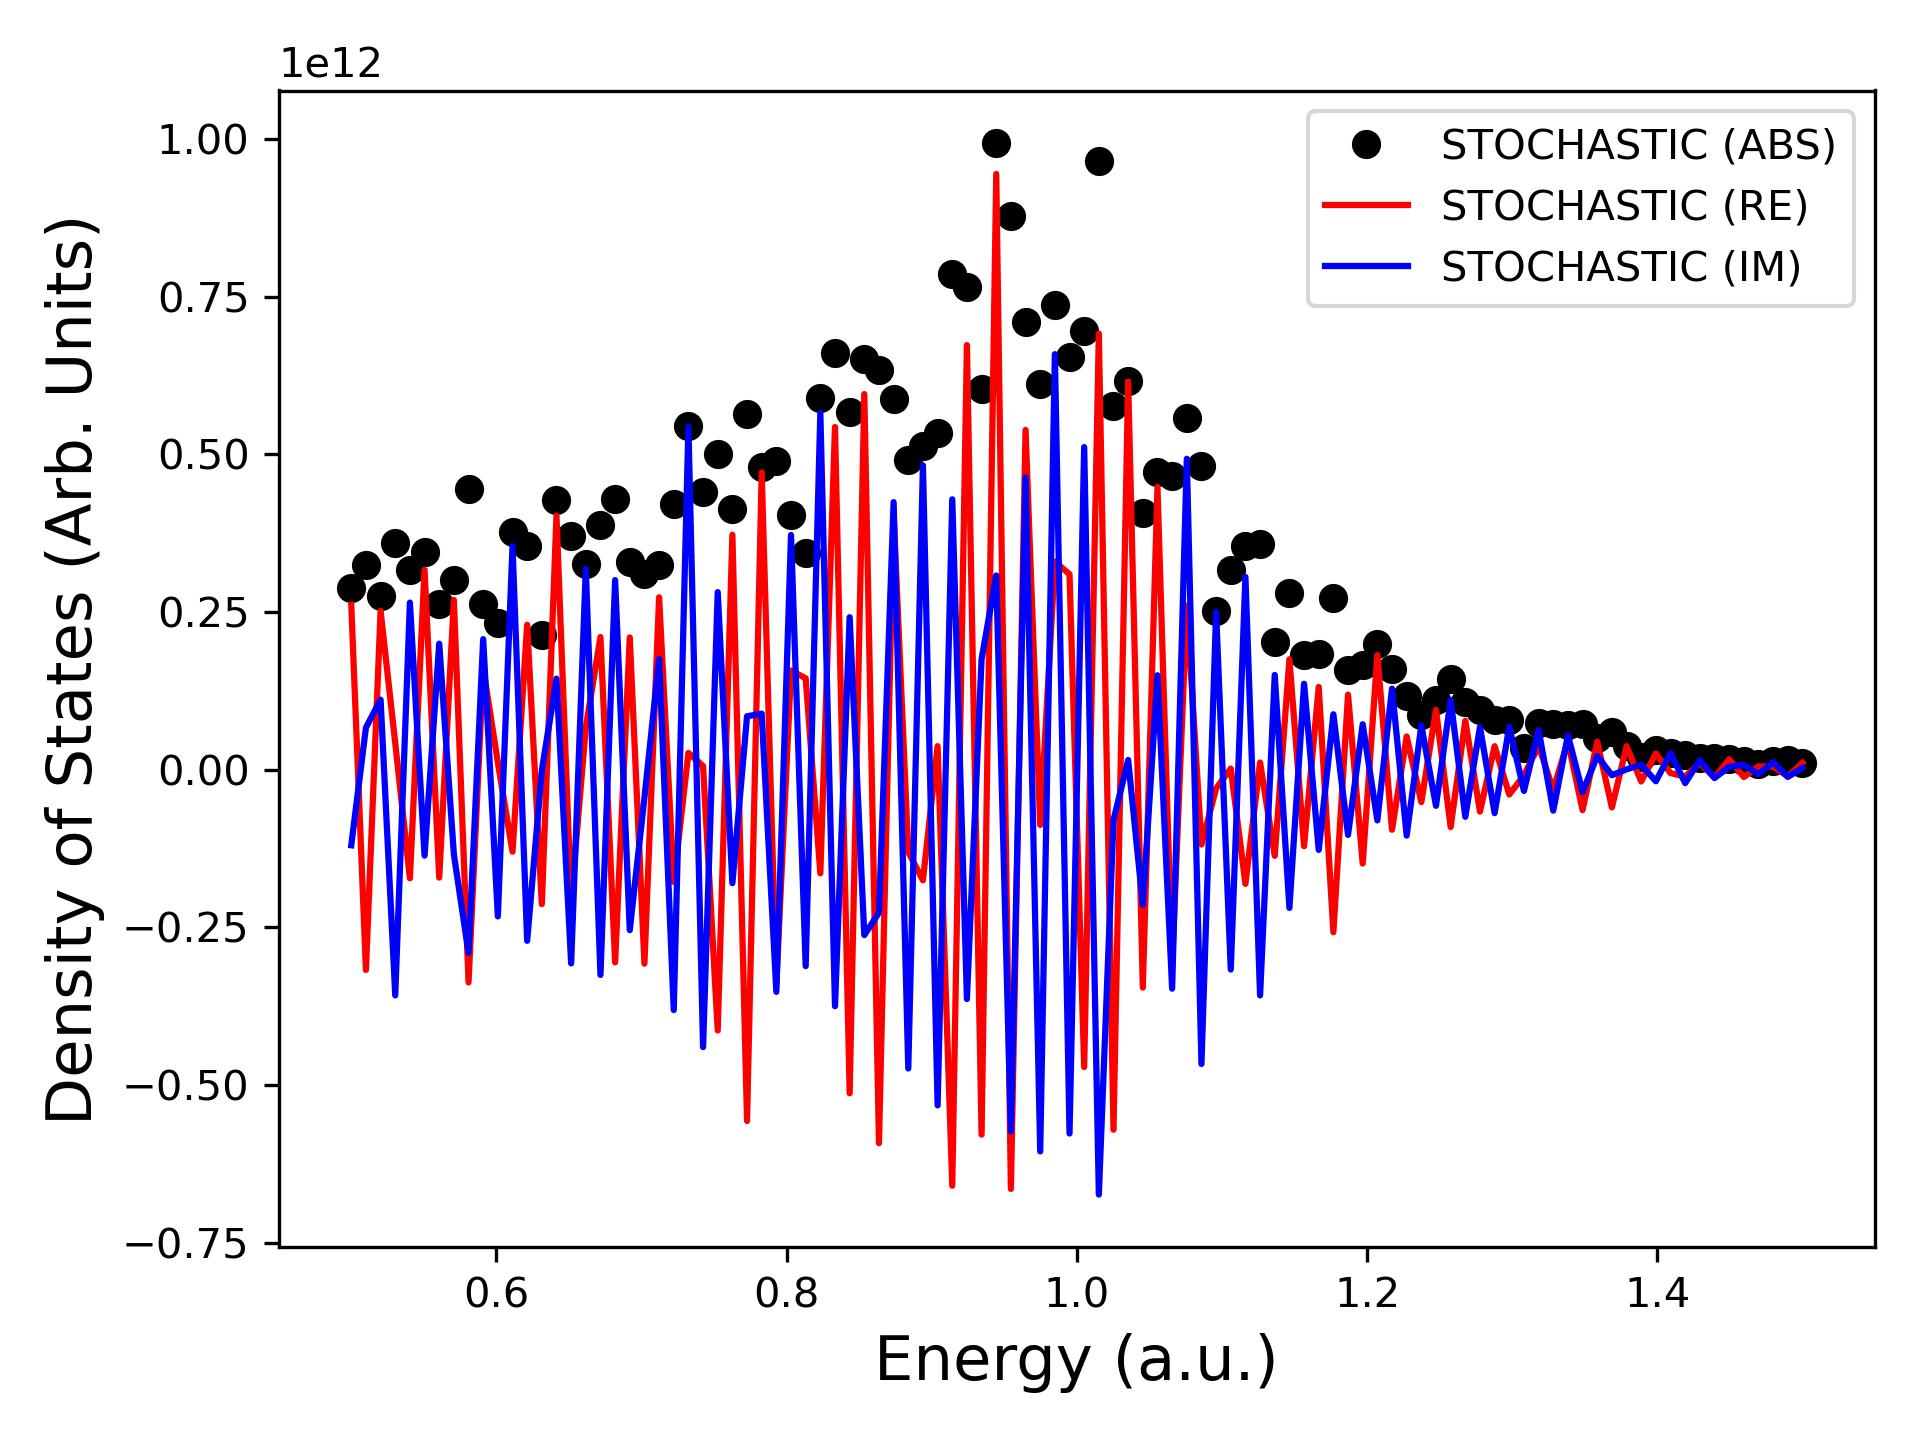 1e12
1.00
0.75
0.50
0.25
0.00
−0.25
−0.50
−0.75
Density of States (Arb. Units)
STOCHASTIC (ABS)
STOCHASTIC (RE)
STOCHASTIC (IM)
0.6 0.8 1.0 1.2 1.4
Energy (a.u.)